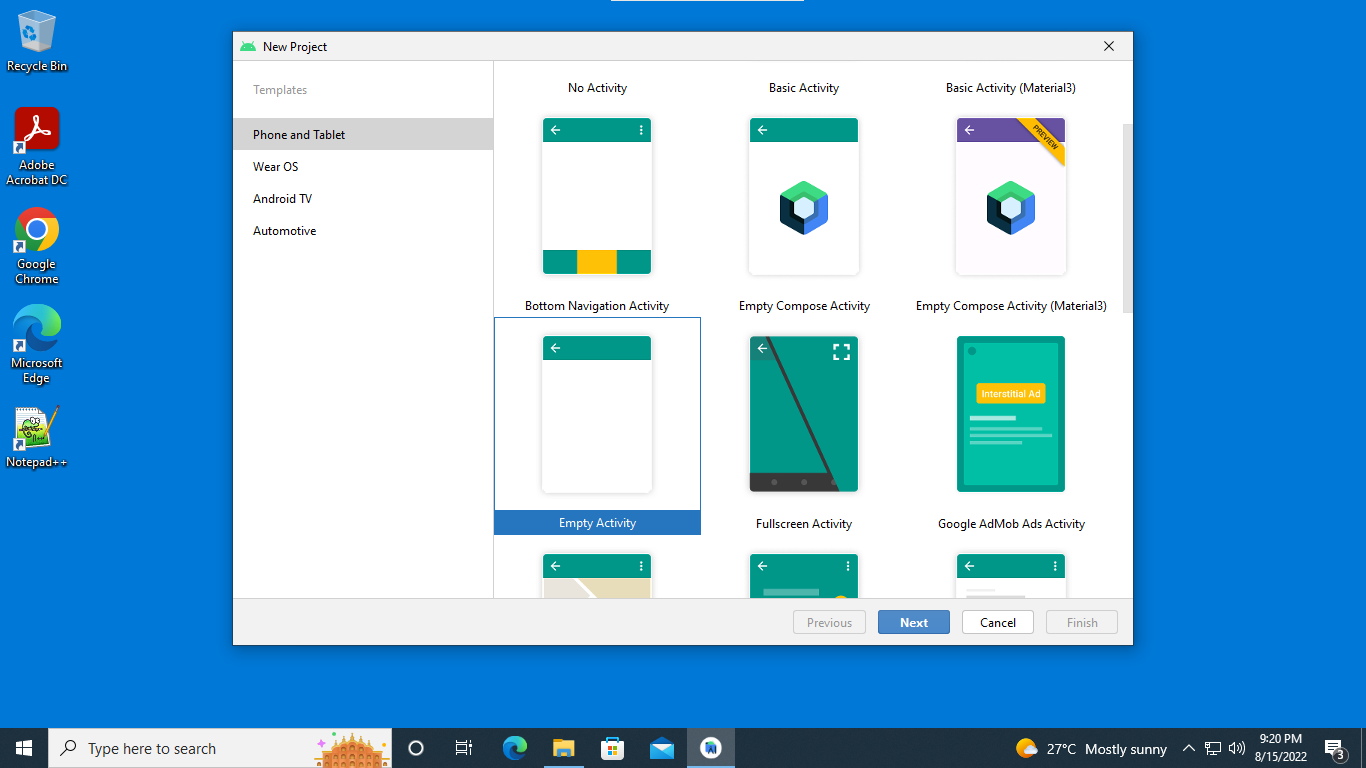 Recycle Bin
Adobe
Acrobat DC
Google
Chrome
Microsoft
Edge
Notepad++
New Project
Templates
Phone and Tablet
Wear OS
Android TV
Automotive
No Activity
Basic Activity
Basic Activity (Material3)
PREVIEW
Bottom Navigation Activity
Empty Compose Activity
Empty Compose Activity (Material3)
Interstitial Ad
Empty Activity
Fullscreen Activity
Google AdMob Ads Activity
Previous
Next
Cancel
Finish
Type here to search
27°C Mostly sunny
9:20 PM
8/15/2022
3